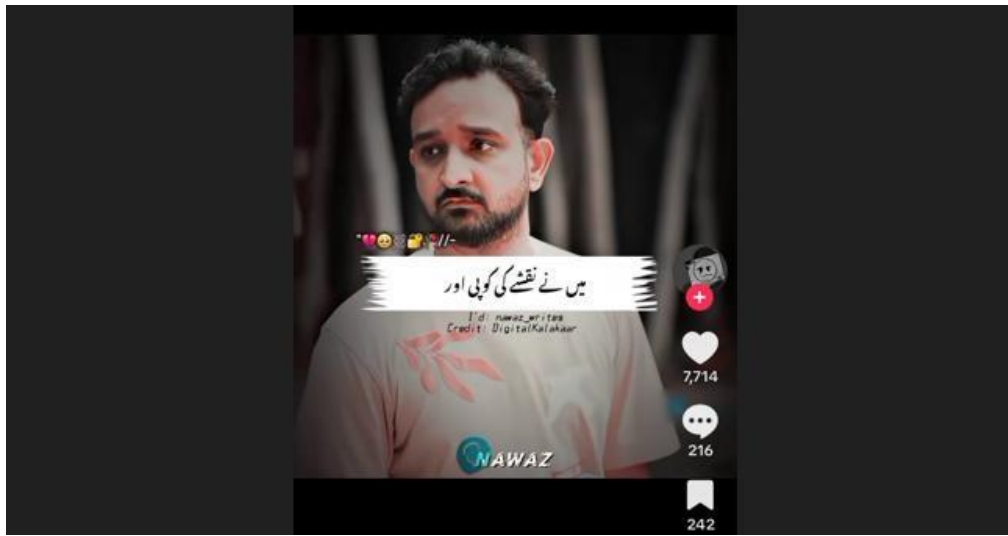 "💔🥺⛓️🔐🥀//~
میں نے نقشے کی کوپی اور
I'd: nawaz_writes
Credit: DigitalKalakaar
NAWAZ
7,714
216
242